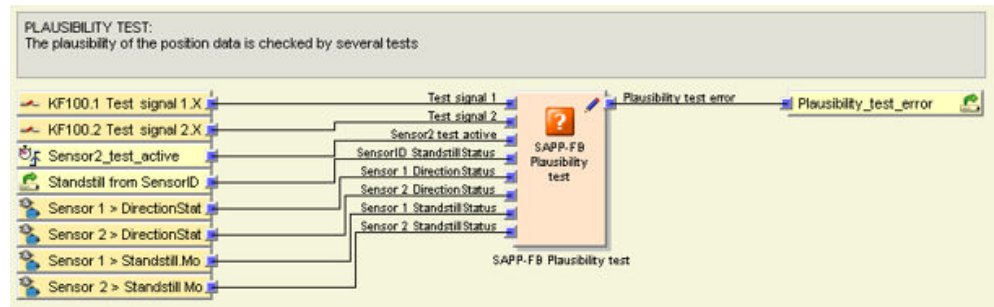 PLAUSIBILITY TEST:
The plausibility of the position data is checked by several tests
KF100.1 Test signal 1.X
KF100.2 Test signal 2.X
Sensor2_test_active
Standstill from SensorID
Sensor 1 > DirectionStat
Sensor 2 > DirectionStat
Sensor 1 > Standstill.Mo
Sensor 2 > Standstill Mo
Test signal 1
Test signal 2
Sensor2 test active
SensorID StandstillStatus
Sensor 1 DirectionStatus
Sensor 2 DirectionStatus
Sensor 1 StandstillStatus
Sensor 2 StandstillStatus
?
SAPP-FB
Plausibility
test
SAPP-FB Plausibility test
Plausibility test error
Plausibility_test_error